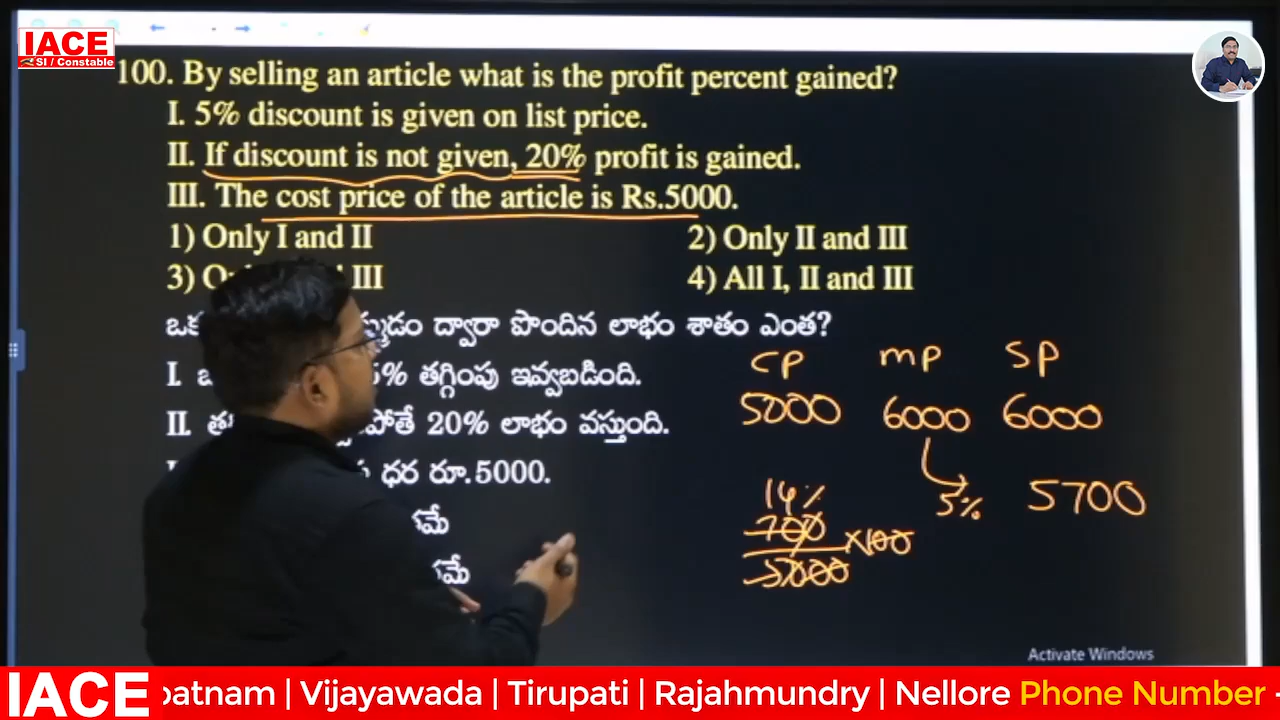 IACE
SI / Constable
100. By selling an article what is the profit percent gained?
I. 5% discount is given on list price.
II. If discount is not given, 20% profit is gained.
III. The cost price of the article is Rs.5000.
1) Only I and II 2) Only II and III
3) III 4) All I, II and III
ద్వారా పొందిన లాభం శాతం ఎంత?
I. 5% తగ్గింపు ఇవ్వబడింది.
II. 20% లాభం వస్తుంది.
ధర రూ.5000.
CP MP SP
5000 6000 6000
5% 5700
14%
700 ×100
5000
Activate Windows
IACE
| Vijayawada | Tirupati | Rajahmundry | Nellore Phone Number